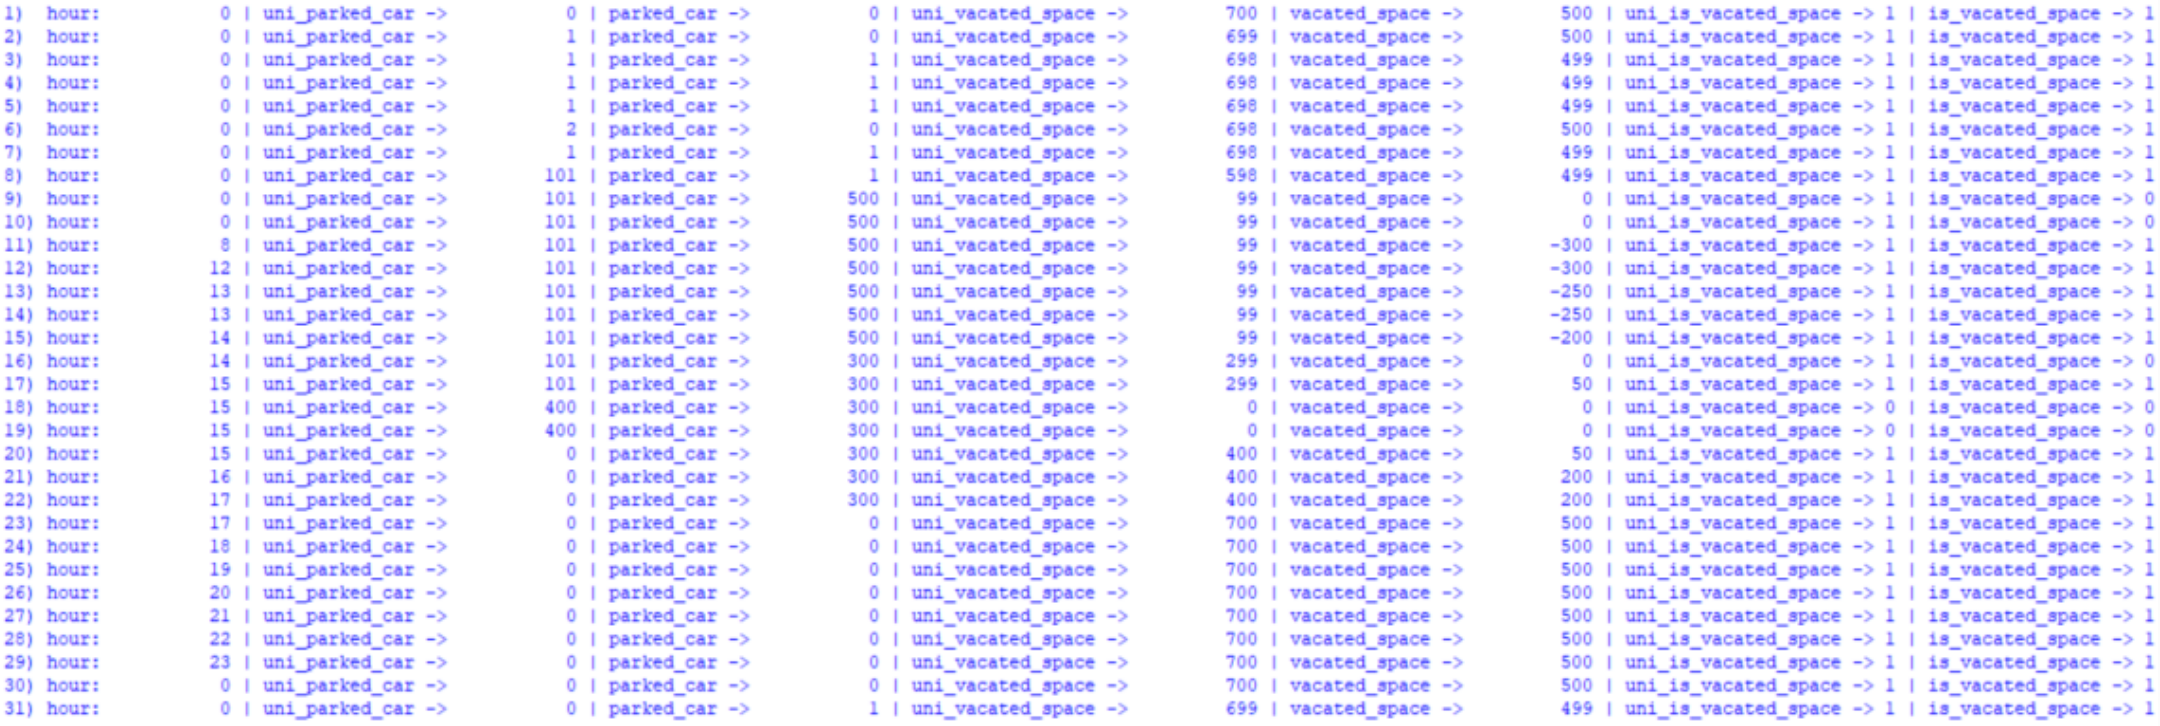 1) hour: 0 | uni_parked_car -> 0 | parked_car -> 0 | uni_vacated_space -> 700 | vacated_space -> 500 | uni_is_vacated_space -> 1 | is_vacated_space -> 1
2) hour: 0 | uni_parked_car -> 1 | parked_car -> 0 | uni_vacated_space -> 699 | vacated_space -> 500 | uni_is_vacated_space -> 1 | is_vacated_space -> 1
3) hour: 0 | uni_parked_car -> 1 | parked_car -> 1 | uni_vacated_space -> 698 | vacated_space -> 499 | uni_is_vacated_space -> 1 | is_vacated_space -> 1
4) hour: 0 | uni_parked_car -> 1 | parked_car -> 1 | uni_vacated_space -> 698 | vacated_space -> 499 | uni_is_vacated_space -> 1 | is_vacated_space -> 1
5) hour: 0 | uni_parked_car -> 1 | parked_car -> 1 | uni_vacated_space -> 698 | vacated_space -> 499 | uni_is_vacated_space -> 1 | is_vacated_space -> 1
6) hour: 0 | uni_parked_car -> 2 | parked_car -> 0 | uni_vacated_space -> 698 | vacated_space -> 500 | uni_is_vacated_space -> 1 | is_vacated_space -> 1
7) hour: 0 | uni_parked_car -> 1 | parked_car -> 1 | uni_vacated_space -> 698 | vacated_space -> 499 | uni_is_vacated_space -> 1 | is_vacated_space -> 1
8) hour: 0 | uni_parked_car -> 101 | parked_car -> 1 | uni_vacated_space -> 598 | vacated_space -> 499 | uni_is_vacated_space -> 1 | is_vacated_space -> 1
9) hour: 0 | uni_parked_car -> 101 | parked_car -> 500 | uni_vacated_space -> 99 | vacated_space -> 0 | uni_is_vacated_space -> 1 | is_vacated_space -> 0
10) hour: 0 | uni_parked_car -> 101 | parked_car -> 500 | uni_vacated_space -> 99 | vacated_space -> 0 | uni_is_vacated_space -> 1 | is_vacated_space -> 0
11) hour: 8 | uni_parked_car -> 101 | parked_car -> 500 | uni_vacated_space -> 99 | vacated_space -> -300 | uni_is_vacated_space -> 1 | is_vacated_space -> 1
12) hour: 12 | uni_parked_car -> 101 | parked_car -> 500 | uni_vacated_space -> 99 | vacated_space -> -300 | uni_is_vacated_space -> 1 | is_vacated_space -> 1
13) hour: 13 | uni_parked_car -> 101 | parked_car -> 500 | uni_vacated_space -> 99 | vacated_space -> -250 | uni_is_vacated_space -> 1 | is_vacated_space -> 1
14) hour: 13 | uni_parked_car -> 101 | parked_car -> 500 | uni_vacated_space -> 99 | vacated_space -> -250 | uni_is_vacated_space -> 1 | is_vacated_space -> 1
15) hour: 14 | uni_parked_car -> 101 | parked_car -> 500 | uni_vacated_space -> 99 | vacated_space -> -200 | uni_is_vacated_space -> 1 | is_vacated_space -> 1
16) hour: 14 | uni_parked_car -> 101 | parked_car -> 300 | uni_vacated_space -> 299 | vacated_space -> 0 | uni_is_vacated_space -> 1 | is_vacated_space -> 0
17) hour: 15 | uni_parked_car -> 101 | parked_car -> 300 | uni_vacated_space -> 299 | vacated_space -> 50 | uni_is_vacated_space -> 1 | is_vacated_space -> 1
18) hour: 15 | uni_parked_car -> 400 | parked_car -> 300 | uni_vacated_space -> 0 | vacated_space -> 0 | uni_is_vacated_space -> 0 | is_vacated_space -> 0
19) hour: 15 | uni_parked_car -> 400 | parked_car -> 300 | uni_vacated_space -> 0 | vacated_space -> 0 | uni_is_vacated_space -> 0 | is_vacated_space -> 0
20) hour: 15 | uni_parked_car -> 0 | parked_car -> 300 | uni_vacated_space -> 400 | vacated_space -> 50 | uni_is_vacated_space -> 1 | is_vacated_space -> 1
21) hour: 16 | uni_parked_car -> 0 | parked_car -> 300 | uni_vacated_space -> 400 | vacated_space -> 200 | uni_is_vacated_space -> 1 | is_vacated_space -> 1
22) hour: 17 | uni_parked_car -> 0 | parked_car -> 300 | uni_vacated_space -> 400 | vacated_space -> 200 | uni_is_vacated_space -> 1 | is_vacated_space -> 1
23) hour: 17 | uni_parked_car -> 0 | parked_car -> 0 | uni_vacated_space -> 700 | vacated_space -> 500 | uni_is_vacated_space -> 1 | is_vacated_space -> 1
24) hour: 18 | uni_parked_car -> 0 | parked_car -> 0 | uni_vacated_space -> 700 | vacated_space -> 500 | uni_is_vacated_space -> 1 | is_vacated_space -> 1
25) hour: 19 | uni_parked_car -> 0 | parked_car -> 0 | uni_vacated_space -> 700 | vacated_space -> 500 | uni_is_vacated_space -> 1 | is_vacated_space -> 1
26) hour: 20 | uni_parked_car -> 0 | parked_car -> 0 | uni_vacated_space -> 700 | vacated_space -> 500 | uni_is_vacated_space -> 1 | is_vacated_space -> 1
27) hour: 21 | uni_parked_car -> 0 | parked_car -> 0 | uni_vacated_space -> 700 | vacated_space -> 500 | uni_is_vacated_space -> 1 | is_vacated_space -> 1
28) hour: 22 | uni_parked_car -> 0 | parked_car -> 0 | uni_vacated_space -> 700 | vacated_space -> 500 | uni_is_vacated_space -> 1 | is_vacated_space -> 1
29) hour: 23 | uni_parked_car -> 0 | parked_car -> 0 | uni_vacated_space -> 700 | vacated_space -> 500 | uni_is_vacated_space -> 1 | is_vacated_space -> 1
30) hour: 0 | uni_parked_car -> 0 | parked_car -> 0 | uni_vacated_space -> 700 | vacated_space -> 500 | uni_is_vacated_space -> 1 | is_vacated_space -> 1
31) hour: 0 | uni_parked_car -> 0 | parked_car -> 1 | uni_vacated_space -> 699 | vacated_space -> 499 | uni_is_vacated_space -> 1 | is_vacated_space -> 1